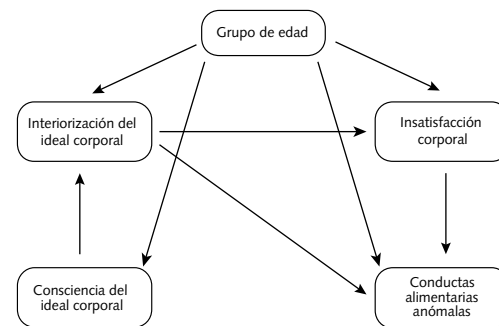 Grupo de edad
Interiorización del
ideal corporal
Insatisfacción
corporal
Consciencia del
ideal corporal
Conductas
alimentarias
anómalas